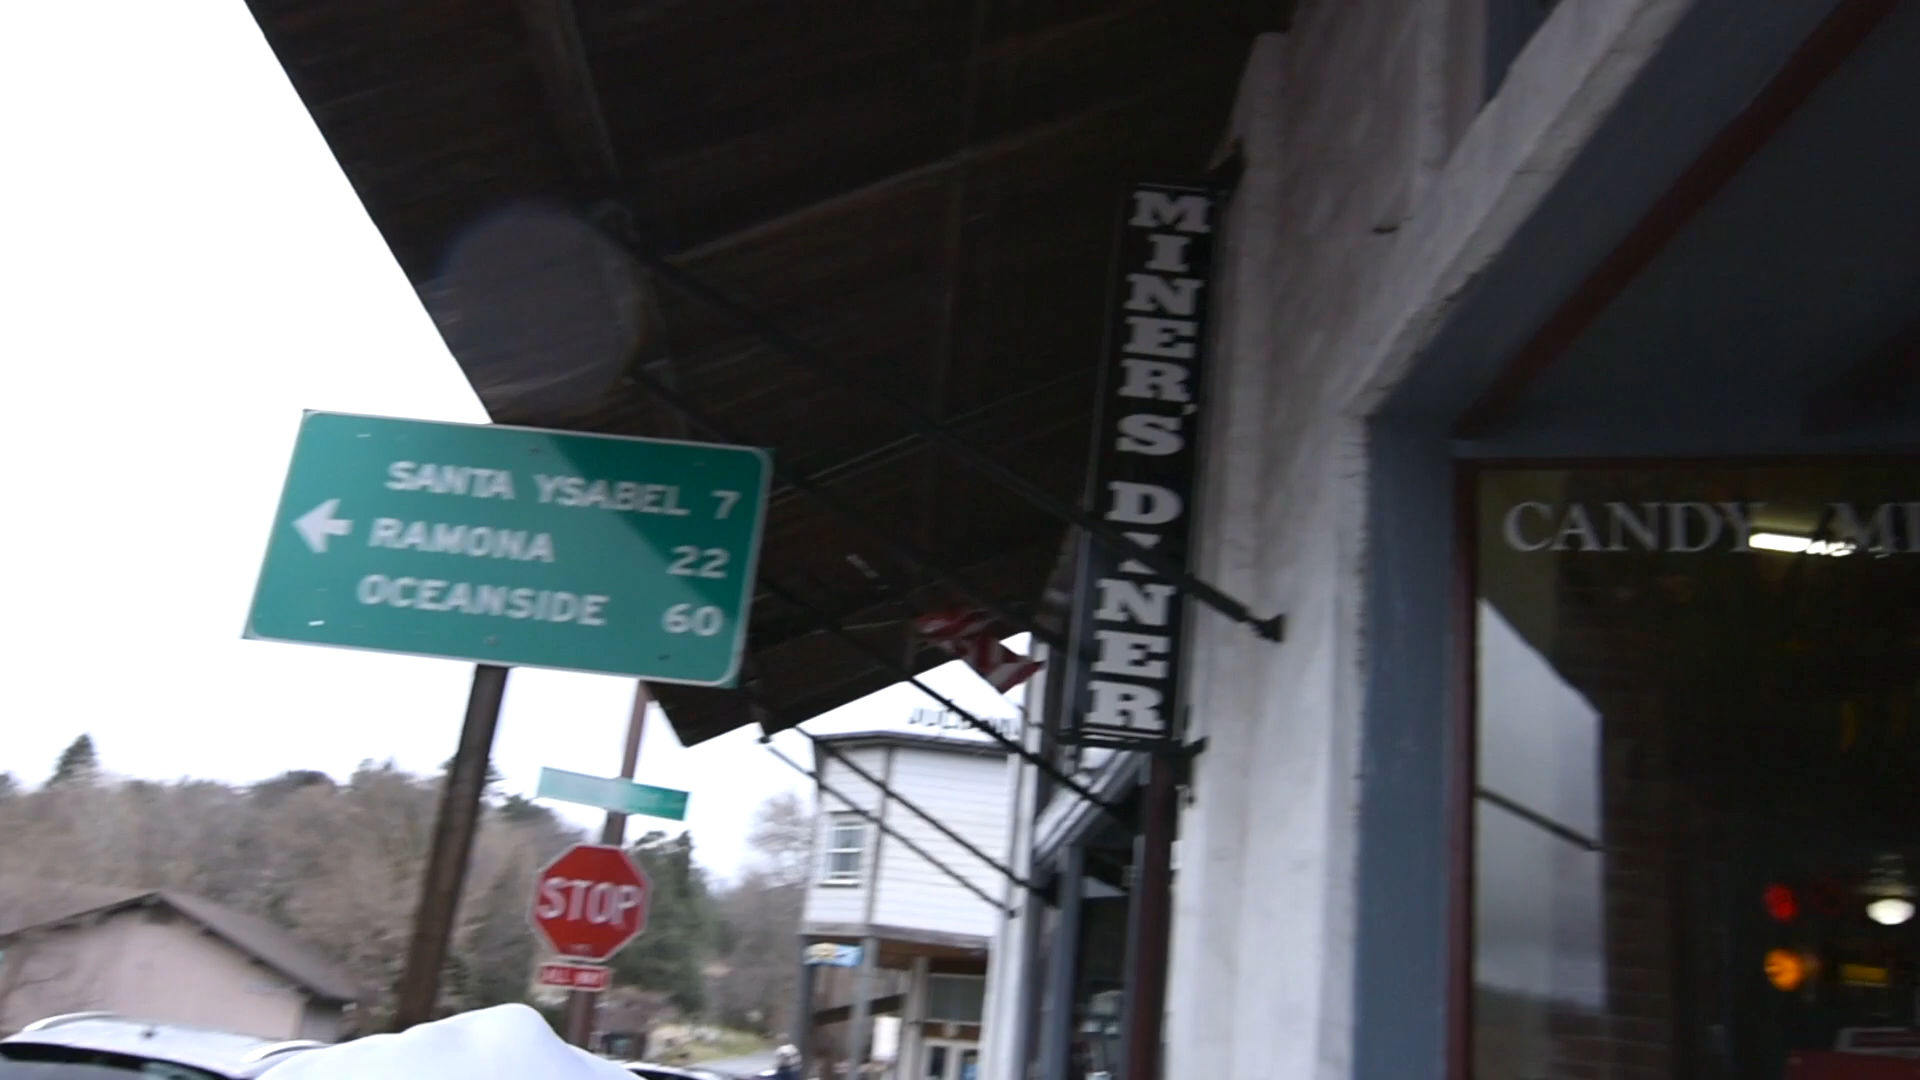 SANTA YSABEL 7
RAMONA 22
OCEANSIDE 60
STOP
ALL WAY
MINER'S DINER
CANDY